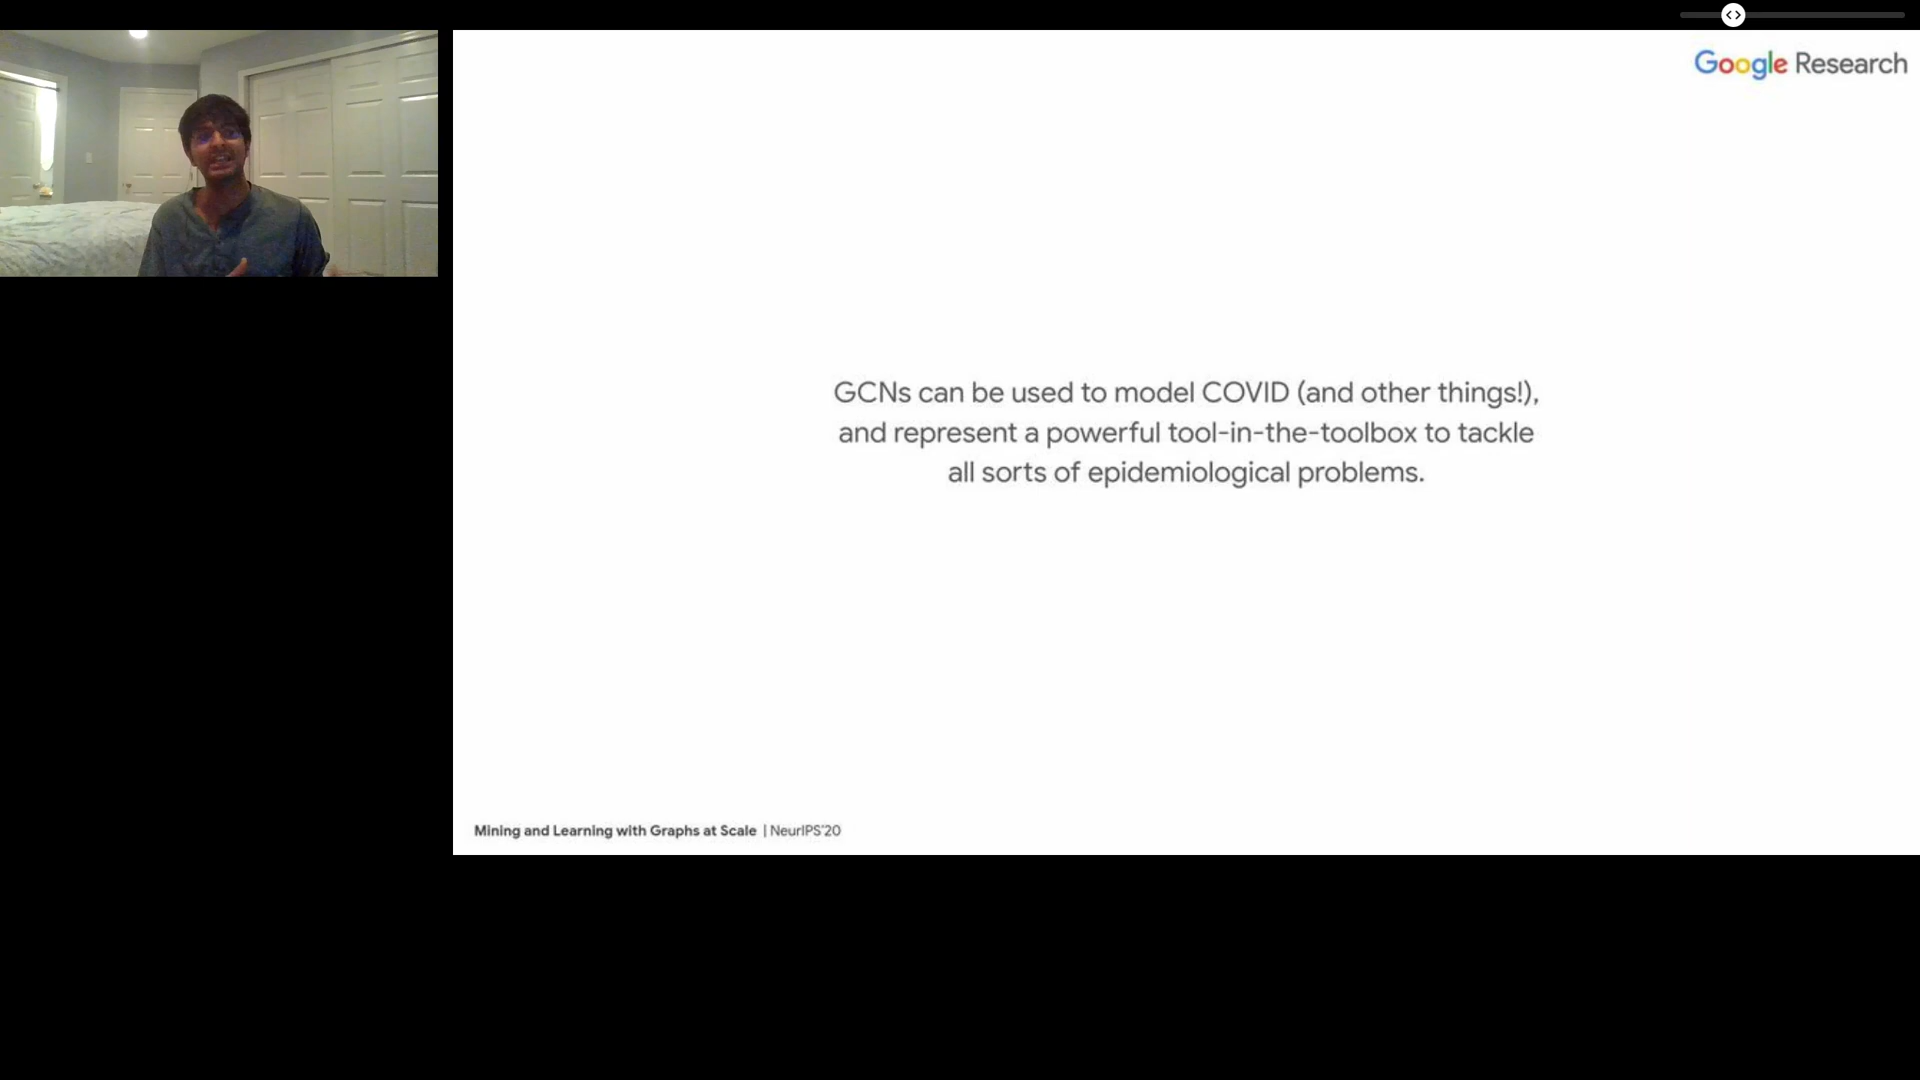 Google Research
GCNs can be used to model COVID (and other things!),
and represent a powerful tool-in-the-toolbox to tackle
all sorts of epidemiological problems.
Mining and Learning with Graphs at Scale | NeurIPS'20